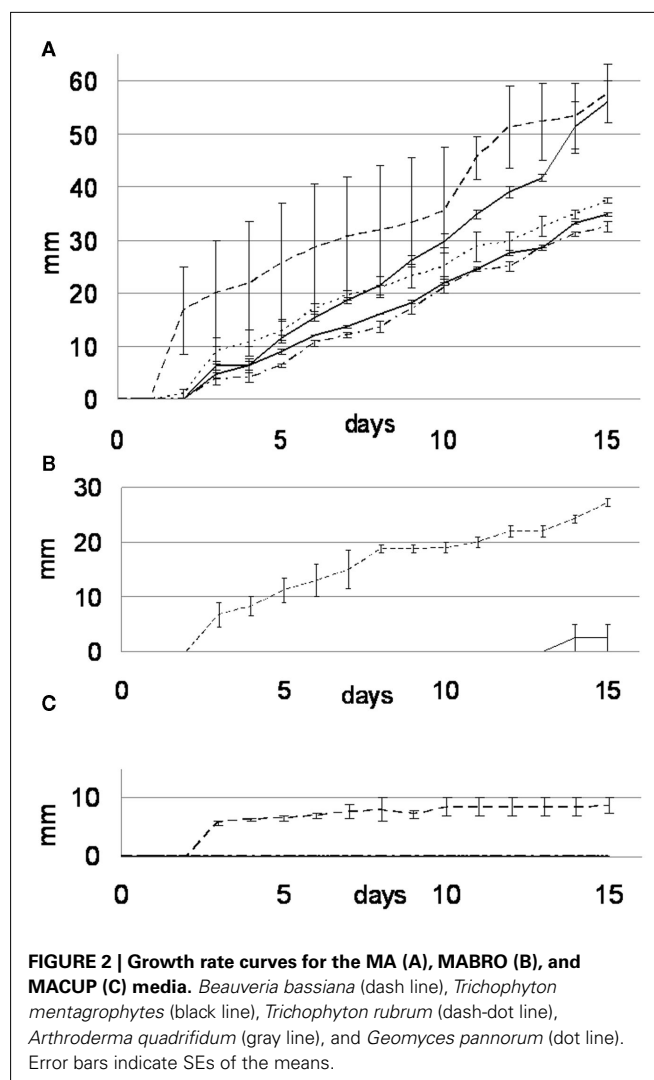 A
60
50
40
30
20
10
0
mm
0 5 10 15
days
B
30
20
10
0
mm
0 5 10 15
days
C
10
0
mm
0 5 days 10 15
FIGURE 2 | Growth rate curves for the MA (A), MABRO (B), and
MACUP (C) media. Beauveria bassiana (dash line), Trichophyton
mentagrophytes (black line), Trichophyton rubrum (dash-dot line),
Arthroderma quadrifidum (gray line), and Geomyces pannorum (dot line).
Error bars indicate SEs of the means.